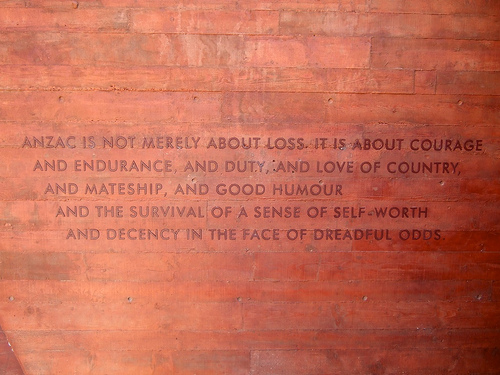 ANZAC IS NOT MERELY ABOUT LOSS. IT IS ABOUT COURAGE
AND ENDURANCE, AND DUTY, AND LOVE OF COUNTRY,
AND MATESHIP, AND GOOD HUMOUR
AND THE SURVIVAL OF A SENSE OF SELF-WORTH
AND DECENCY IN THE FACE OF DREADFUL ODDS.